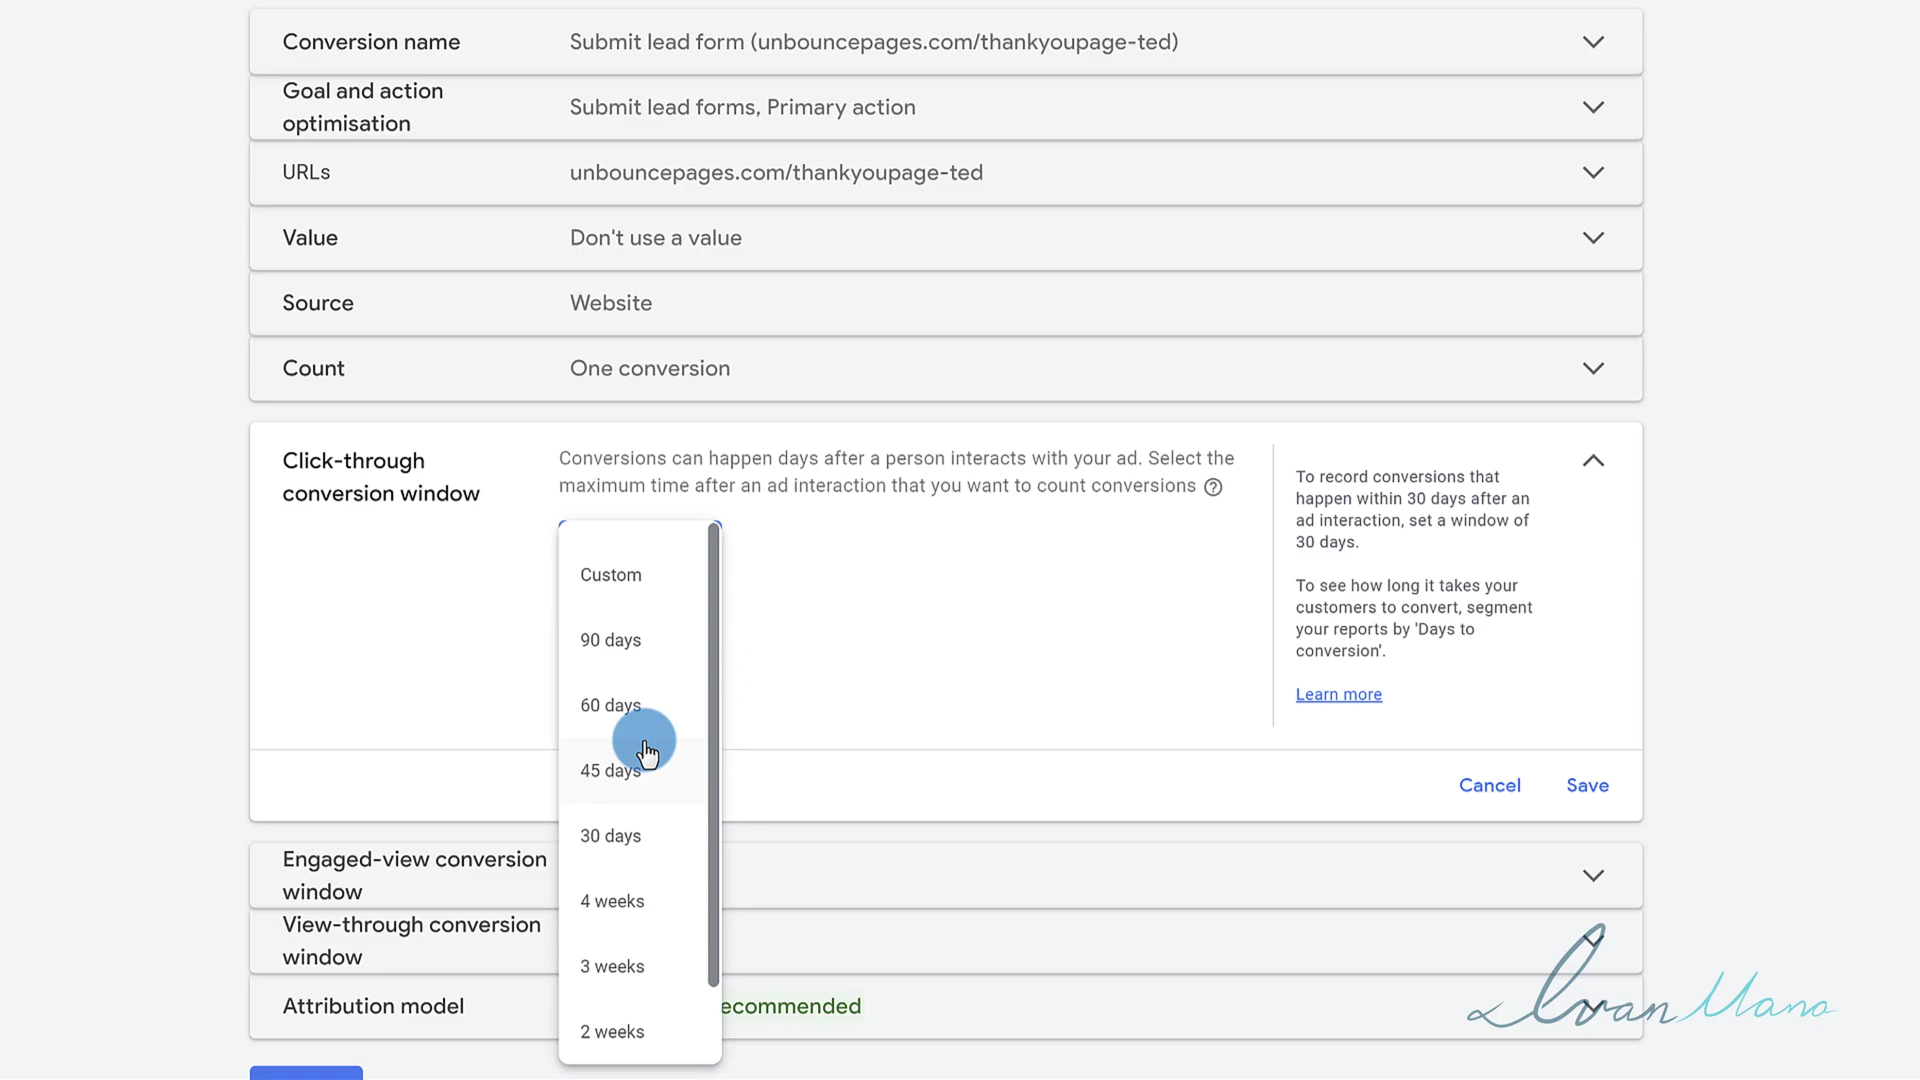 Conversion name
Submit lead form (unbouncepages.com/thankyoupage-ted)
Goal and action
optimisation
Submit lead forms, Primary action
URLs
unbouncepages.com/thankyoupage-ted
Value
Don't use a value
Source
Website
Count
One conversion
Click-through
conversion window
Conversions can happen days after a person interacts with your ad. Select the
maximum time after an ad interaction that you want to count conversions
Custom
90 days
60 days
45 days
30 days
4 weeks
3 weeks
2 weeks
To record conversions that
happen within 30 days after an
ad interaction, set a window of
30 days.
To see how long it takes your
customers to convert, segment
your reports by 'Days to
conversion'.
Learn more
Cancel
Save
Engaged-view conversion
window
View-through conversion
window
Attribution model
ecommended
Ivan Mana